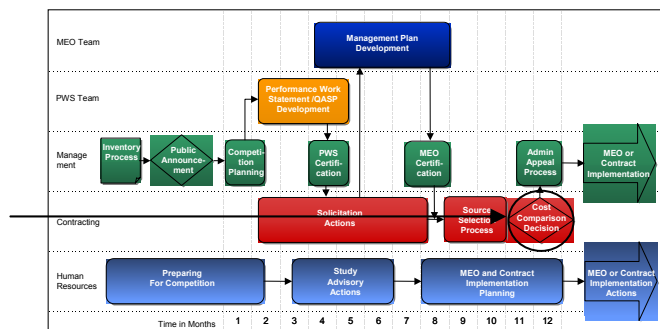 MEO Team
Management Plan
Development
PWS Team
Performance Work
Statement /QASP
Development
Manage
ment
Inventory
Process
Public
Announce-
ment
Competi-
tion
Planning
PWS
Certifi-
cation
MEO
Certifi-
cation
Admin
Appeal
Process
MEO or
Contract
Implementation
Contracting
Solicitation
Actions
Source
Selection
Process
Cost
Comparison
Decision
Human
Resources
Preparing
For Competition
Study
Advisory
Actions
MEO and Contract
Implementation
Planning
MEO or Contract
Implementation
Actions
Time in Months 1 2 3 4 5 6 7 8 9 10 11 12